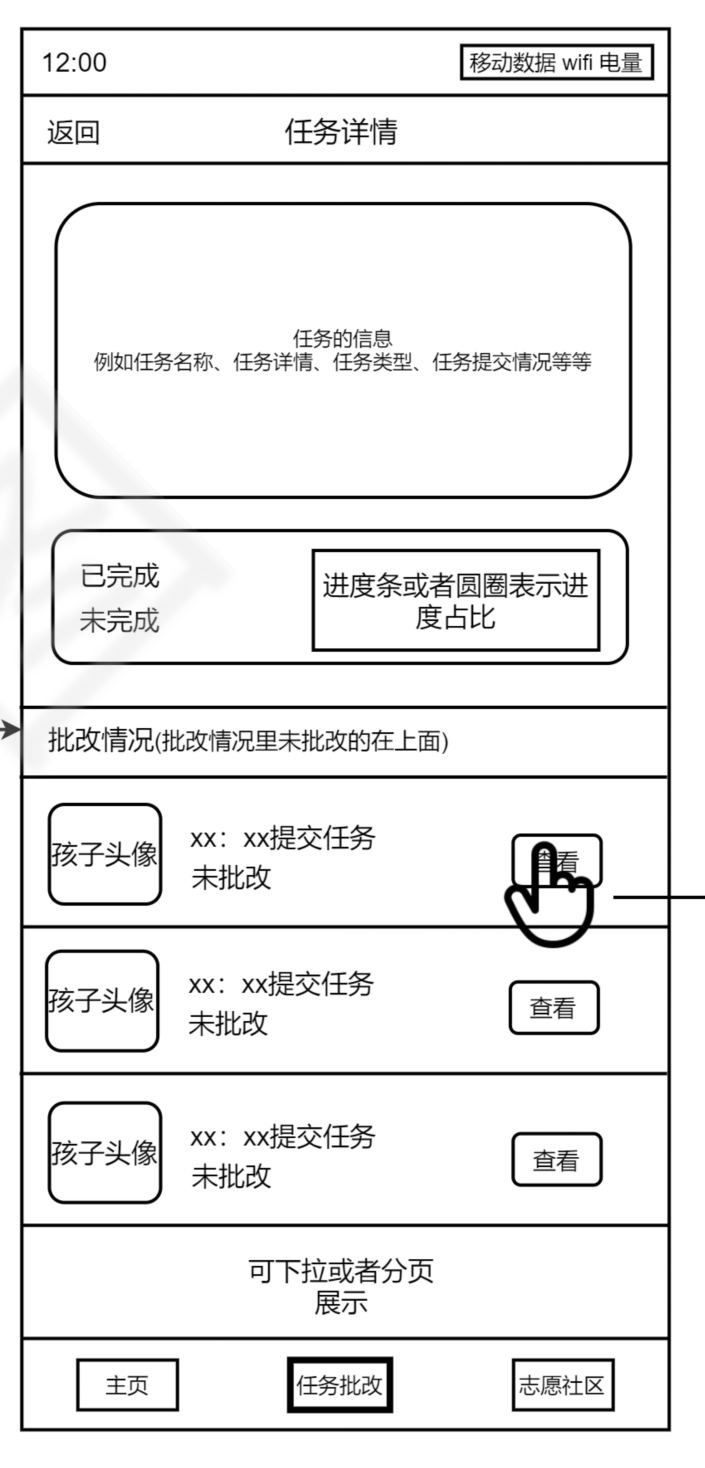 12:00 移动数据 wifi 电量
返回 任务详情
任务的信息
例如任务名称、任务详情、任务类型、任务提交情况等等
已完成
未完成
进度条或者圆圈表示进
度占比
批改情况(批改情况里未批改的在上面)
孩子头像
xx：xx提交任务
未批改
查看
孩子头像
xx：xx提交任务
未批改
查看
孩子头像
xx：xx提交任务
未批改
查看
可下拉或者分页
展示
主页 任务批改 志愿社区